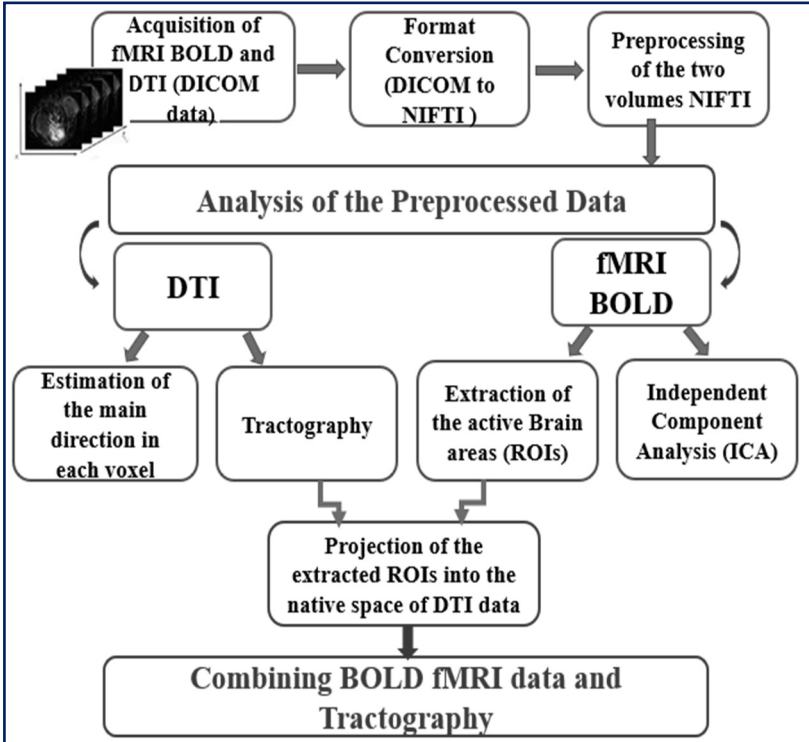 Acquisition of
fMRI BOLD and
DTI (DICOM
data)
Format
Conversion
(DICOM to
NIFTI )
Preprocessing
of the two
volumes NIFTI
Analysis of the Preprocessed Data
DTI
fMRI
BOLD
Estimation of
the main
direction in
each voxel
Tractography
Extraction of
the active Brain
areas (ROIs)
Independent
Component
Analysis (ICA)
Projection of the
extracted ROIs into the
native space of DTI data
Combining BOLD fMRI data and
Tractography